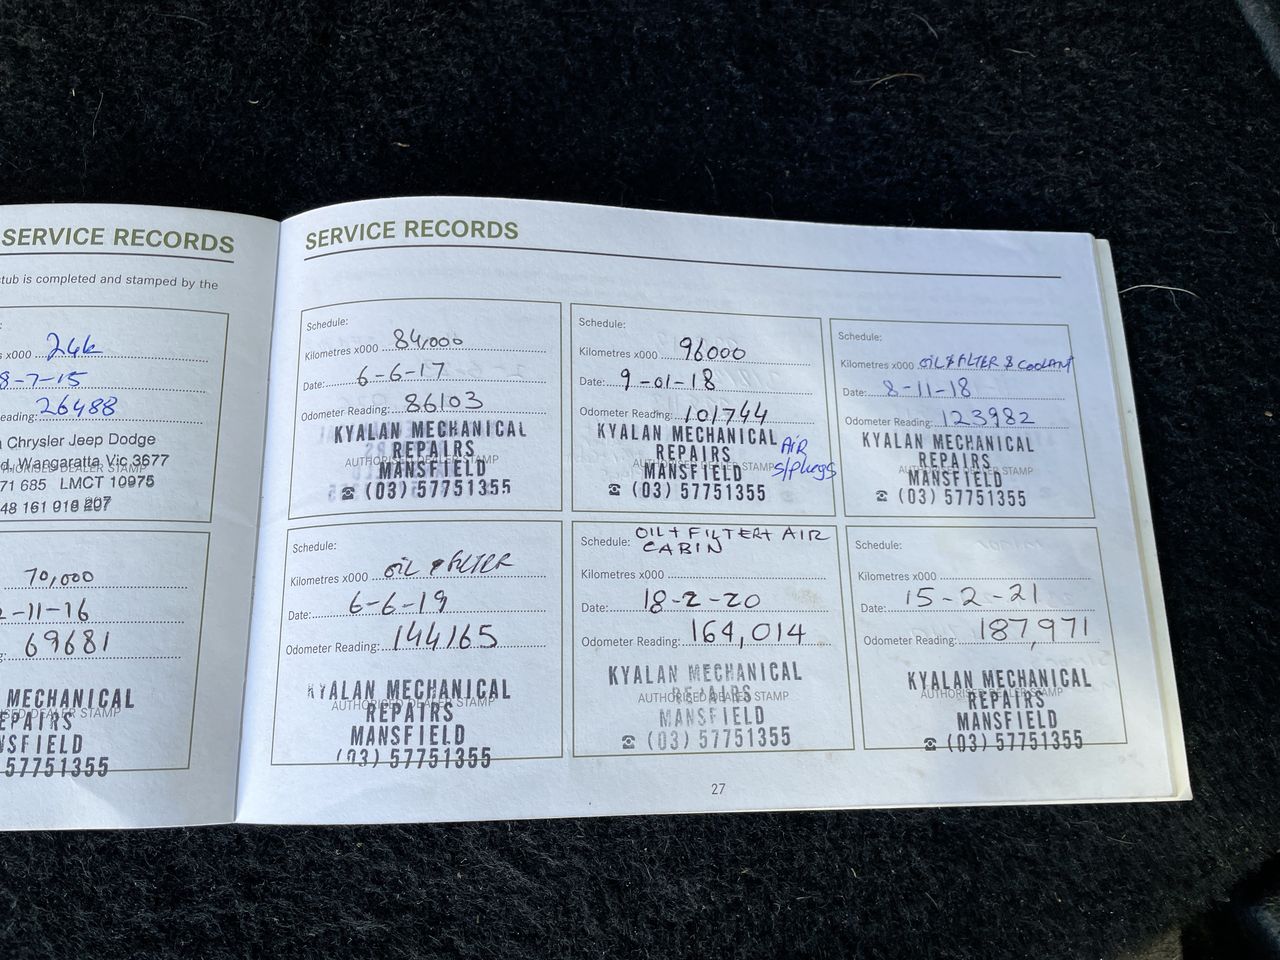 SERVICE RECORDS
stub is completed and stamped by the
s x000 24k
8-7-15
eading: 26488
Chrysler Jeep Dodge
d, Wangaratta Vic 3677
71 685 LMCT 10975
48 161 018 207
70,000
-11-16
69681
MECHANICAL
EPAIRS
NSFIELD
57751355
SERVICE RECORDS
Schedule:
Kilometres x000 84,000
Date: 6-6-17
Odometer Reading: 86103
KYALAN MECHANICAL
REPAIRS
AUTHORISED DEALER STAMP
MANSFIELD
☎ (03) 57751355
Schedule:
Kilometres x000 96000
Date: 9-01-18
Odometer Reading: 101744
KYALAN MECHANICAL
AIR
REPAIRS
AUTHORISED DEALER STAMP
S/plugs
MANSFIELD
☎ (03) 57751355
Schedule:
Kilometres x000 OIL & FILTER & COOLANT
Date: 8-11-18
Odometer Reading: 123982
KYALAN MECHANICAL
REPAIRS
AUTHORISED DEALER STAMP
MANSFIELD
☎ (03) 57751355
Schedule:
Kilometres x000 OIL & FILTER
Date: 6-6-19
Odometer Reading: 144165
KYALAN MECHANICAL
AUTHORISED DEALER STAMP
REPAIRS
MANSFIELD
(03) 57751355
Schedule: OIL + FILTER + AIR
CABIN
Kilometres x000
Date: 18-2-20
Odometer Reading: 164,014
KYALAN MECHANICAL
AUTHORISED DEALER STAMP
REPAIRS
MANSFIELD
☎ (03) 57751355
Schedule:
Kilometres x000
Date: 15-2-21
Odometer Reading: 187,971
KYALAN MECHANICAL
AUTHORISED DEALER STAMP
REPAIRS
MANSFIELD
☎ (03) 57751355
27